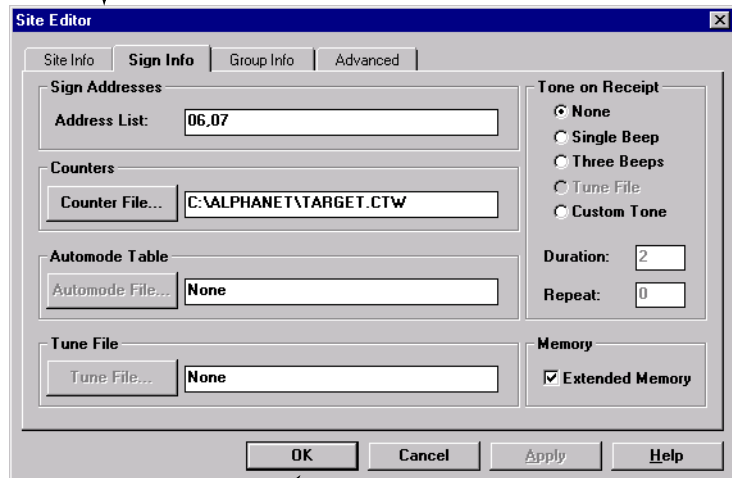 Site Editor
Site Info Sign Info Group Info Advanced
Sign Addresses
Address List: 06,07
Counters
Counter File... C:\ALPHANET\TARGET.CTW
Automode Table
Automode File... None
Tune File
Tune File... None
Tone on Receipt
None
Single Beep
Three Beeps
Tune File
Custom Tone
Duration: 2
Repeat: 0
Memory
Extended Memory
OK Cancel Apply Help